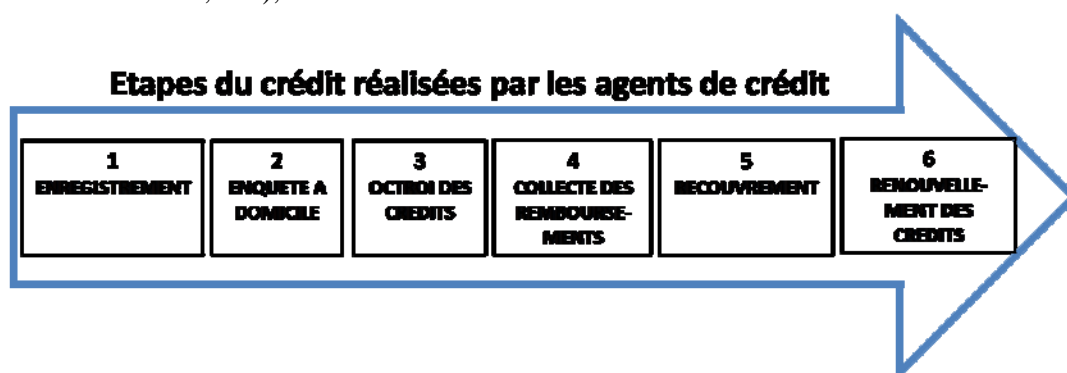 Etapes du crédit réalisées par les agents de crédit
1
ENREGISTREMENT
2
ENQUETE A
DOMICILE
3
OCTROI DES
CREDITS
4
COLLECTE DES
REMBOURSE-
MENTS
5
RECOUVREMENT
6
RENOUVELLE-
MENT DES
CREDITS